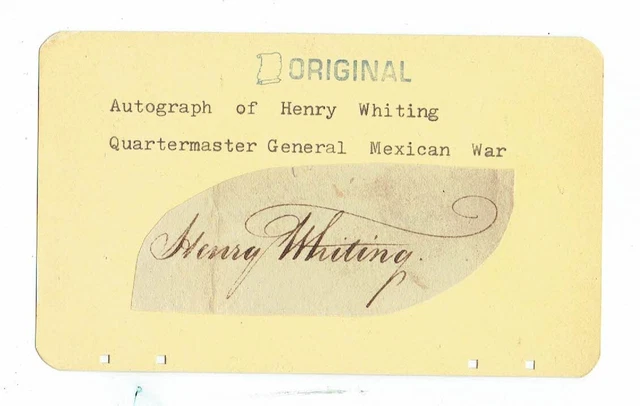 ORIGINAL
Autograph of Henry Whiting
Quartermaster General Mexican War
Henry Whiting.